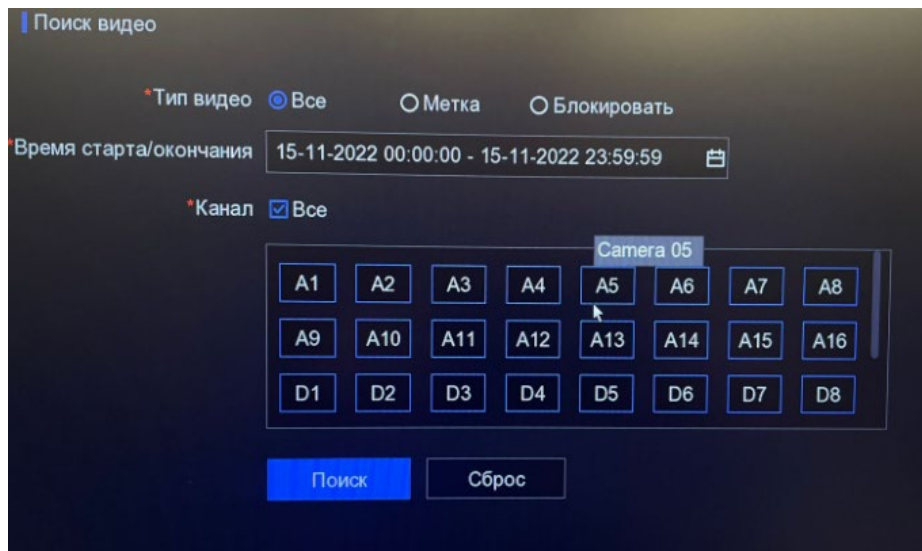 Поиск видео
*Тип видео Все Метка Блокировать
*Время старта/окончания 15-11-2022 00:00:00 - 15-11-2022 23:59:59
*Канал Все
Camera 05
A1 A2 A3 A4 A5 A6 A7 A8
A9 A10 A11 A12 A13 A14 A15 A16
D1 D2 D3 D4 D5 D6 D7 D8
Поиск Сброс